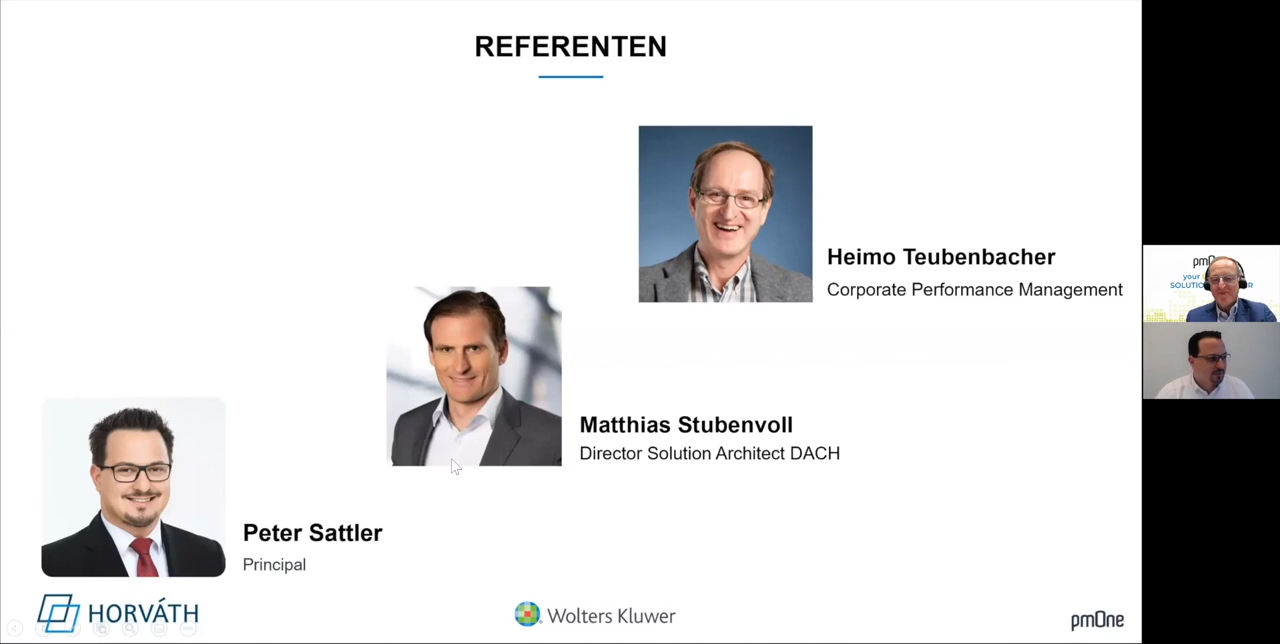 REFERENTEN
Heimo Teubenbacher
Corporate Performance Management
Matthias Stubenvoll
Director Solution Architect DACH
Peter Sattler
Principal
HORVÁTH
Wolters Kluwer
pmOne
your